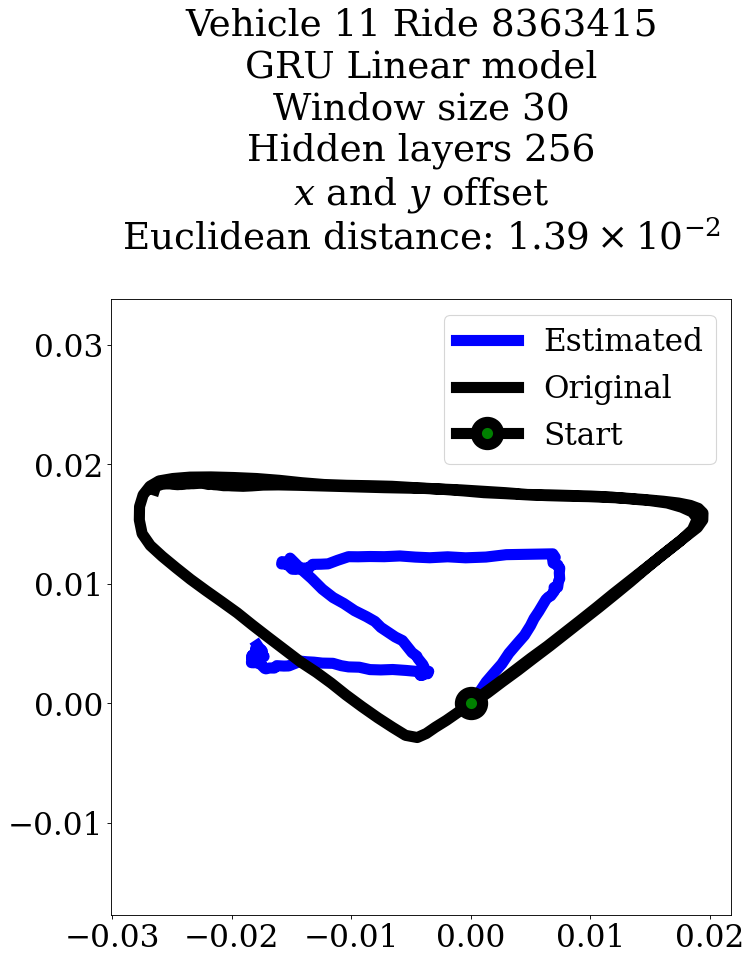 Vehicle 11 Ride 8363415
GRU Linear model
Window size 30
Hidden layers 256
x and y offset
Euclidean distance: 1.39 × 10⁻²
Estimated
Original
Start
0.03
0.02
0.01
0.00
−0.01
−0.03 −0.02 −0.01 0.00 0.01 0.02